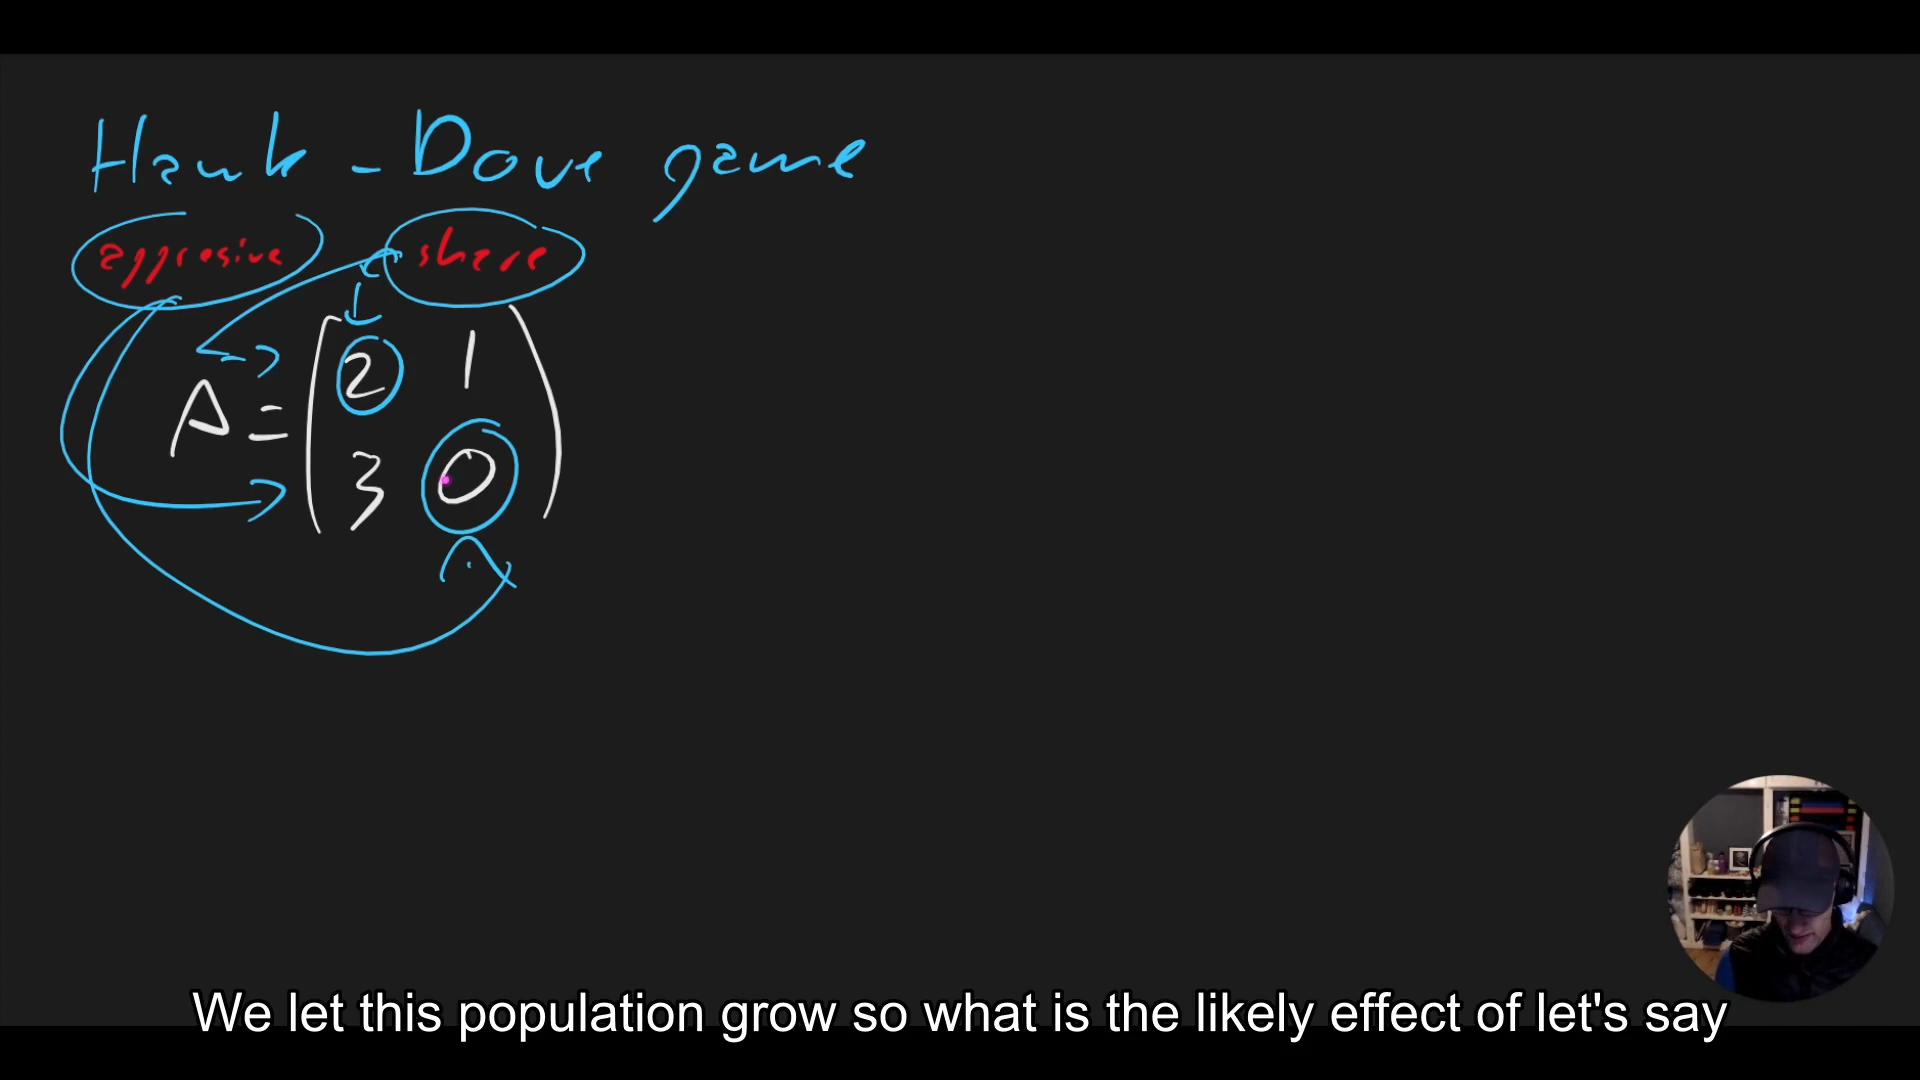 Hawk - Dove game
aggresive share
A = ( 2 1
3 0 )
We let this population grow so what is the likely effect of let's say